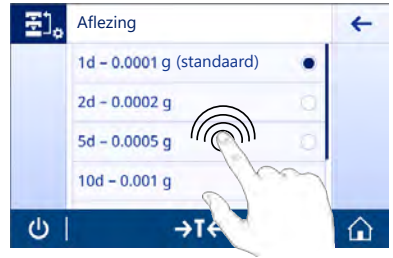 Aflezing
1d – 0.0001 g (standaard)
2d – 0.0002 g
5d – 0.0005 g
10d – 0.001 g
→T←